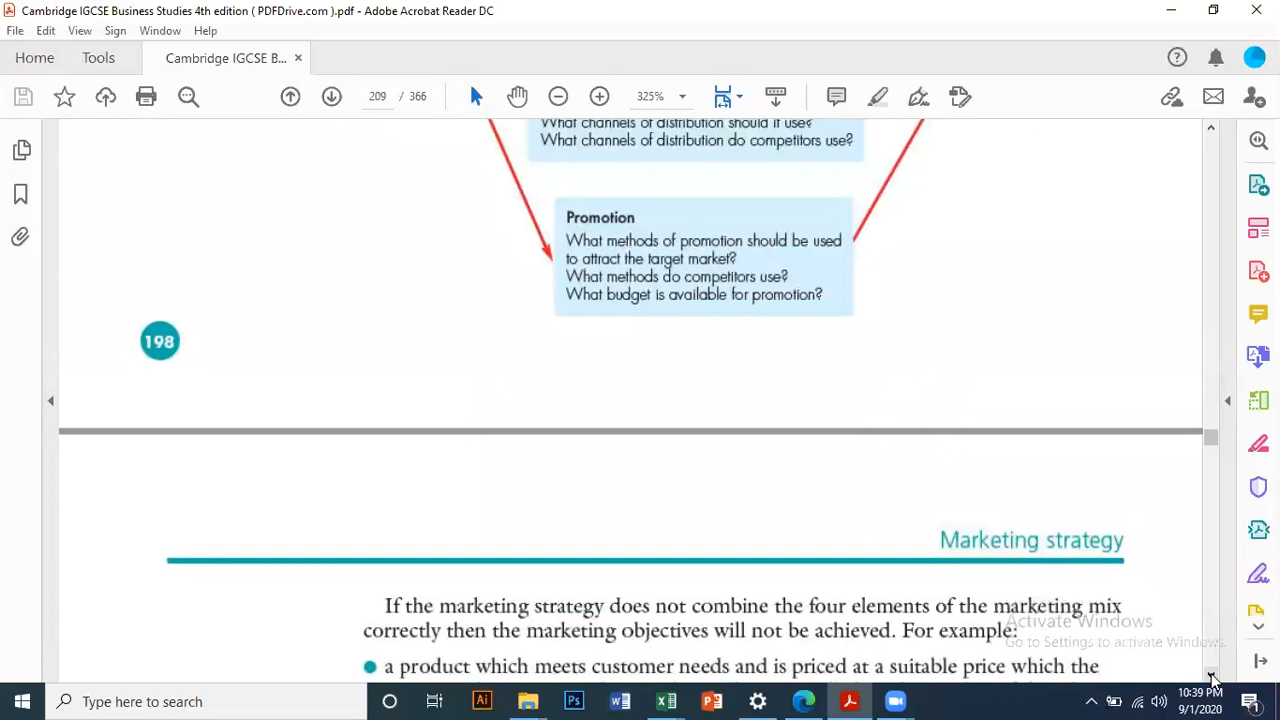 Cambridge IGCSE Business Studies 4th edition ( PDFDrive.com ).pdf - Adobe Acrobat Reader DC
File Edit View Sign Window Help
Home Tools Cambridge IGCSE B... ×
209 / 366 325%
What channels of distribution should it use?
What channels of distribution do competitors use?
Promotion
What methods of promotion should be used
to attract the target market?
What methods do competitors use?
What budget is available for promotion?
198
Marketing strategy
If the marketing strategy does not combine the four elements of the marketing mix
correctly then the marketing objectives will not be achieved. For example:
Activate Windows
Go to Settings to activate Windows.
● a product which meets customer needs and is priced at a suitable price which the
Type here to search
10:39 PM
9/1/2020